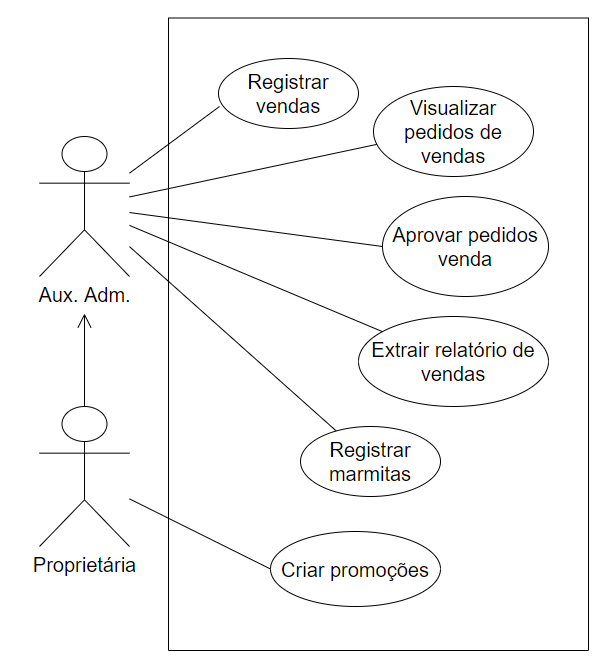 Registrar
vendas
Visualizar
pedidos de
vendas
Aprovar pedidos
venda
Aux. Adm.
Extrair relatório de
vendas
Registrar
marmitas
Proprietária
Criar promoções